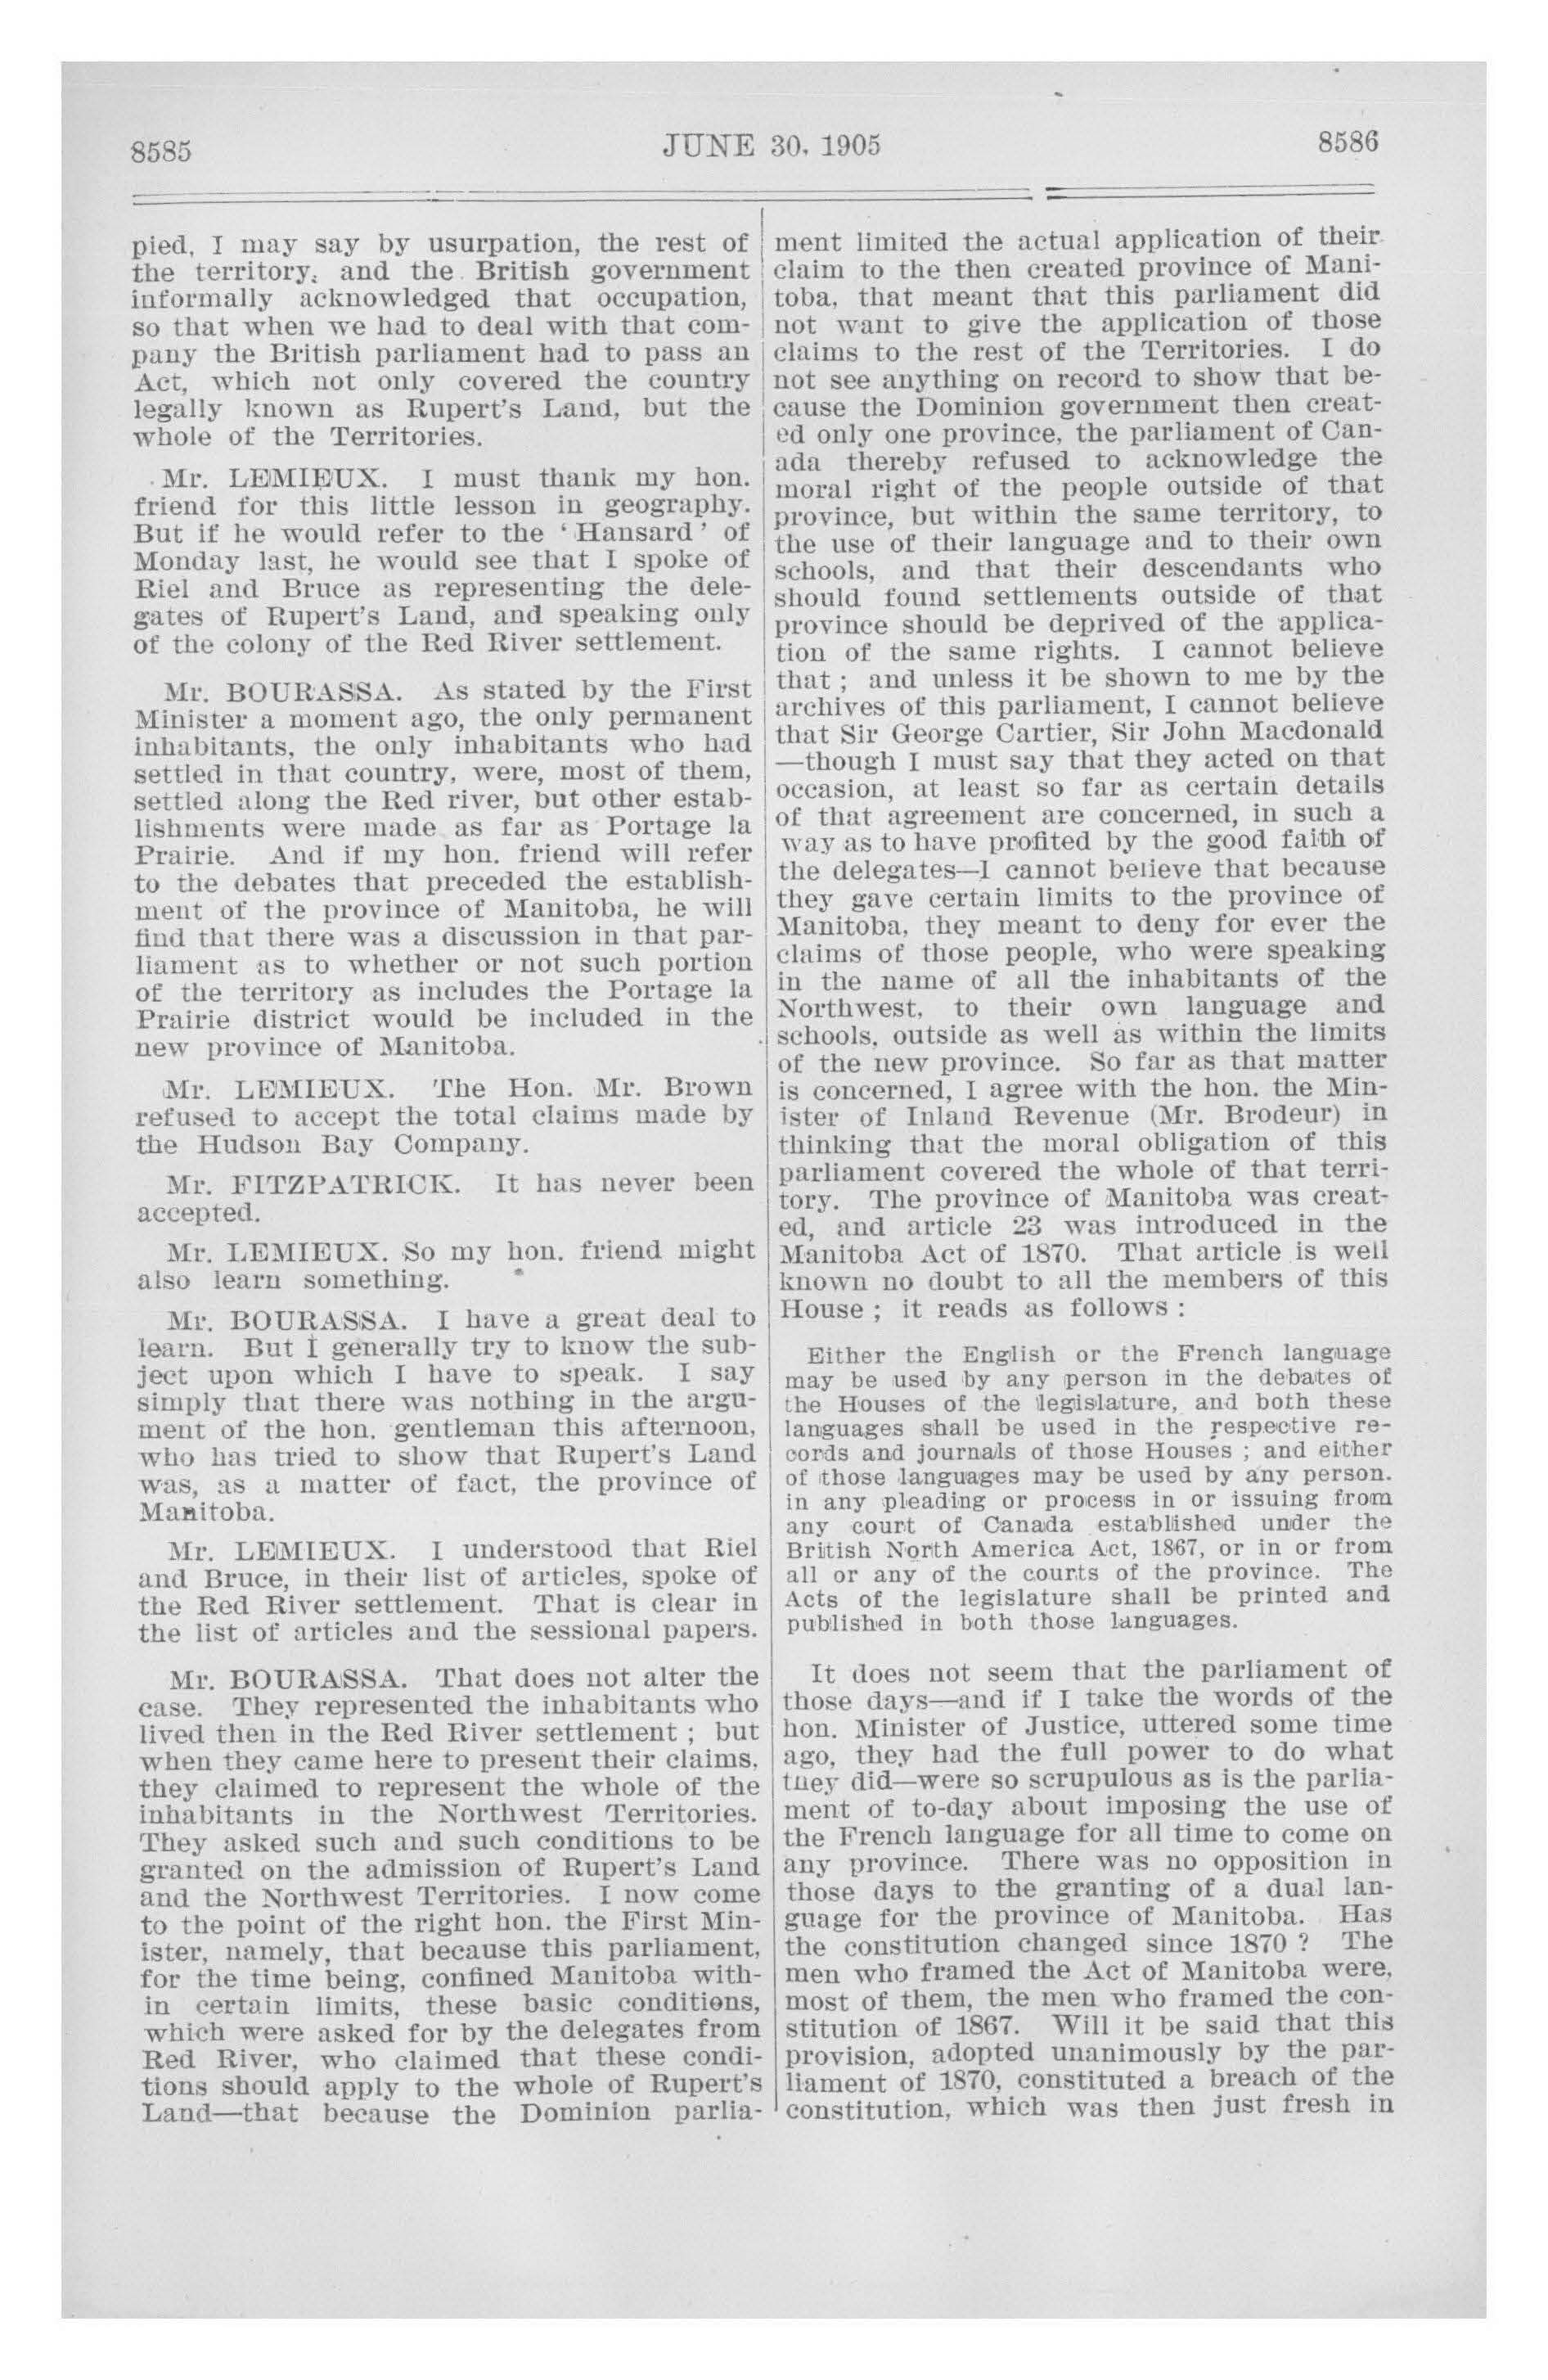 8585
JUNE 30, 1905
8586
pied, I may say by usurpation, the rest of
the territory, and the British government
informally acknowledged that occupation,
so that when we had to deal with that com-
pany the British parliament had to pass an
Act, which not only covered the country
legally known as Rupert's Land, but the
whole of the Territories.
Mr. LEMIEUX. I must thank my hon.
friend for this little lesson in geography.
But if he would refer to the ' Hansard ' of
Monday last, he would see that I spoke of
Riel and Bruce as representing the dele-
gates of Rupert's Land, and speaking only
of the colony of the Red River settlement.
Mr. BOURASSA. As stated by the First
Minister a moment ago, the only permanent
inhabitants, the only inhabitants who had
settled in that country, were, most of them,
settled along the Red river, but other estab-
lishments were made as far as Portage la
Prairie. And if my hon. friend will refer
to the debates that preceded the establish-
ment of the province of Manitoba, he will
find that there was a discussion in that par-
liament as to whether or not such portion
of the territory as includes the Portage la
Prairie district would be included in the
new province of Manitoba.
Mr. LEMIEUX. The Hon. Mr. Brown
refused to accept the total claims made by
the Hudson Bay Company.
Mr. FITZPATRICK. It has never been
accepted.
Mr. LEMIEUX. So my hon. friend might
also learn something.
Mr. BOURASSA. I have a great deal to
learn. But I generally try to know the sub-
ject upon which I have to speak. I say
simply that there was nothing in the argu-
ment of the hon. gentleman this afternoon,
who has tried to show that Rupert's Land
was, as a matter of fact, the province of
Manitoba.
Mr. LEMIEUX. I understood that Riel
and Bruce, in their list of articles, spoke of
the Red River settlement. That is clear in
the list of articles and the sessional papers.
Mr. BOURASSA. That does not alter the
case. They represented the inhabitants who
lived then in the Red River settlement ; but
when they came here to present their claims,
they claimed to represent the whole of the
inhabitants in the Northwest Territories.
They asked such and such conditions to be
granted on the admission of Rupert's Land
and the Northwest Territories. I now come
to the point of the right hon. the First Min-
ister, namely, that because this parliament,
for the time being, confined Manitoba with-
in certain limits, these basic conditions,
which were asked for by the delegates from
Red River, who claimed that these condi-
tions should apply to the whole of Rupert's
Land—that because the Dominion parlia-
ment limited the actual application of their
claim to the then created province of Mani-
toba, that meant that this parliament did
not want to give the application of those
claims to the rest of the Territories. I do
not see anything on record to show that be-
cause the Dominion government then creat-
ed only one province, the parliament of Can-
ada thereby refused to acknowledge the
moral right of the people outside of that
province, but within the same territory, to
the use of their language and to their own
schools, and that their descendants who
should found settlements outside of that
province should be deprived of the applica-
tion of the same rights. I cannot believe
that ; and unless it be shown to me by the
archives of this parliament, I cannot believe
that Sir George Cartier, Sir John Macdonald
—though I must say that they acted on that
occasion, at least so far as certain details
of that agreement are concerned, in such a
way as to have profited by the good faith of
the delegates—I cannot believe that because
they gave certain limits to the province of
Manitoba, they meant to deny for ever the
claims of those people, who were speaking
in the name of all the inhabitants of the
Northwest, to their own language and
schools, outside as well as within the limits
of the new province. So far as that matter
is concerned, I agree with the hon. the Min-
ister of Inland Revenue (Mr. Brodeur) in
thinking that the moral obligation of this
parliament covered the whole of that terri-
tory. The province of Manitoba was creat-
ed, and article 23 was introduced in the
Manitoba Act of 1870. That article is well
known no doubt to all the members of this
House ; it reads as follows :
Either the English or the French language
may be used by any person in the debates of
the Houses of the legislature, and both these
languages shall be used in the respective re-
cords and journals of those Houses ; and either
of those languages may be used by any person.
in any pleading or process in or issuing from
any court of Canada established under the
British North America Act, 1867, or in or from
all or any of the courts of the province. The
Acts of the legislature shall be printed and
published in both those languages.
It does not seem that the parliament of
those days—and if I take the words of the
hon. Minister of Justice, uttered some time
ago, they had the full power to do what
they did—were so scrupulous as is the parlia-
ment of to-day about imposing the use of
the French language for all time to come on
any province. There was no opposition in
those days to the granting of a dual lan-
guage for the province of Manitoba. Has
the constitution changed since 1870 ? The
men who framed the Act of Manitoba were,
most of them, the men who framed the con-
stitution of 1867. Will it be said that this
provision, adopted unanimously by the par-
liament of 1870, constituted a breach of the
constitution, which was then just fresh in